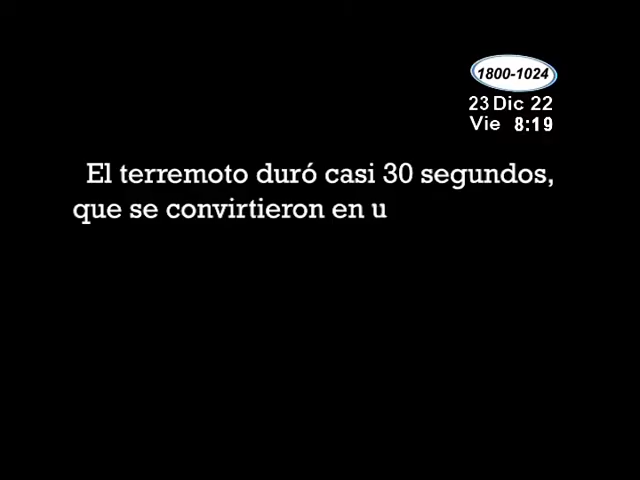 1800-1024
23 Dic 22
Vie 8:19
El terremoto duró casi 30 segundos,
que se convirtieron en u